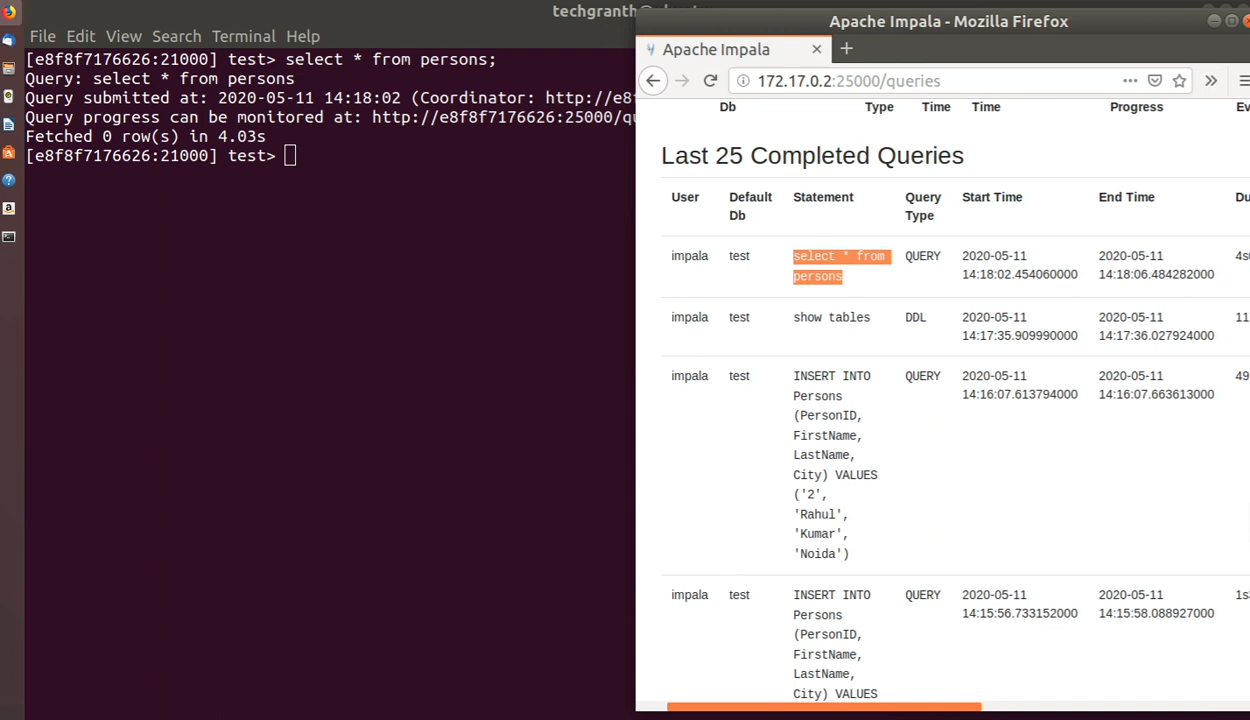 techgranth@
File Edit View Search Terminal Help
[e8f8f7176626:21000] test> select * from persons;
Query: select * from persons
Query submitted at: 2020-05-11 14:18:02 (Coordinator: http://e8f
Query progress can be monitored at: http://e8f8f7176626:25000/qu
Fetched 0 row(s) in 4.03s
[e8f8f7176626:21000] test>
Apache Impala - Mozilla Firefox
Apache Impala
172.17.0.2:25000/queries
Db Type Time Time Progress Ev
Last 25 Completed Queries
User Default Statement Query Start Time End Time Du
Db Type
impala test select * from QUERY 2020-05-11 2020-05-11 4s
persons 14:18:02.454060000 14:18:06.484282000
impala test show tables DDL 2020-05-11 2020-05-11 11
14:17:35.909990000 14:17:36.027924000
impala test INSERT INTO QUERY 2020-05-11 2020-05-11 49
Persons 14:16:07.613794000 14:16:07.663613000
(PersonID,
FirstName,
LastName,
City) VALUES
('2',
'Rahul',
'Kumar',
'Noida')
impala test INSERT INTO QUERY 2020-05-11 2020-05-11 1s
Persons 14:15:56.733152000 14:15:58.088927000
(PersonID,
FirstName,
LastName,
City) VALUES